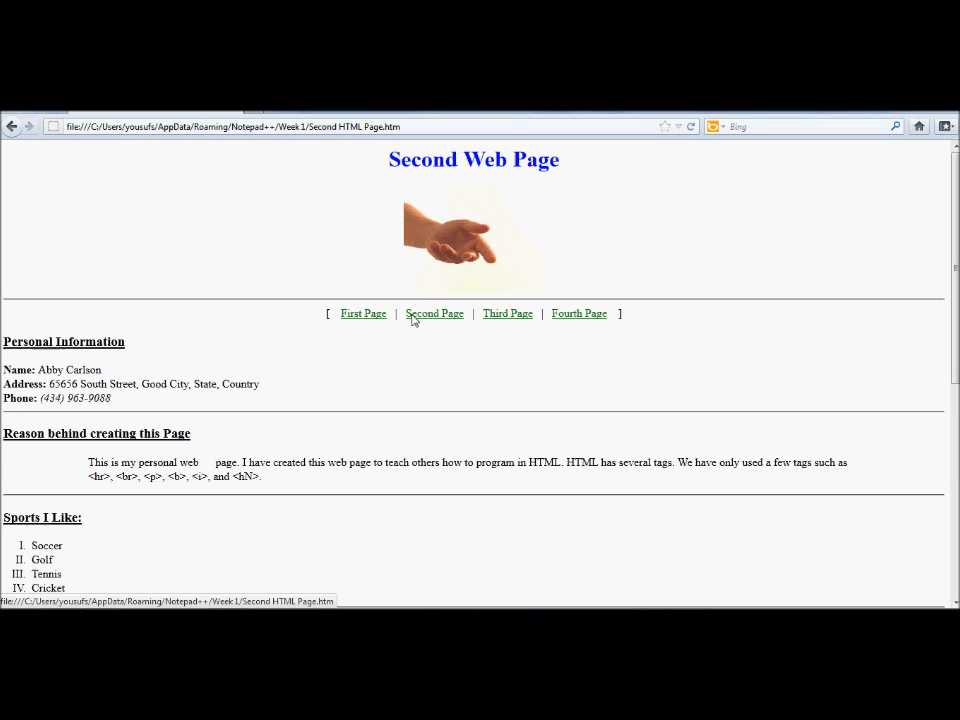 file:///C:/Users/yousufs/AppData/Roaming/Notepad++/Week 1/Second HTML Page.htm
Bing
Second Web Page
[ First Page | Second Page | Third Page | Fourth Page ]
Personal Information
Name: Abby Carlson
Address: 65656 South Street, Good City, State, Country
Phone: (434) 963-9088
Reason behind creating this Page
This is my personal web page. I have created this web page to teach others how to program in HTML. HTML has several tags. We have only used a few tags such as
<hr>, <br>, <p>, <b>, <i>, and <hN>.
Sports I Like:
I. Soccer
II. Golf
III. Tennis
IV. Cricket
file:///C:/Users/yousufs/AppData/Roaming/Notepad++/Week 1/Second HTML Page.htm